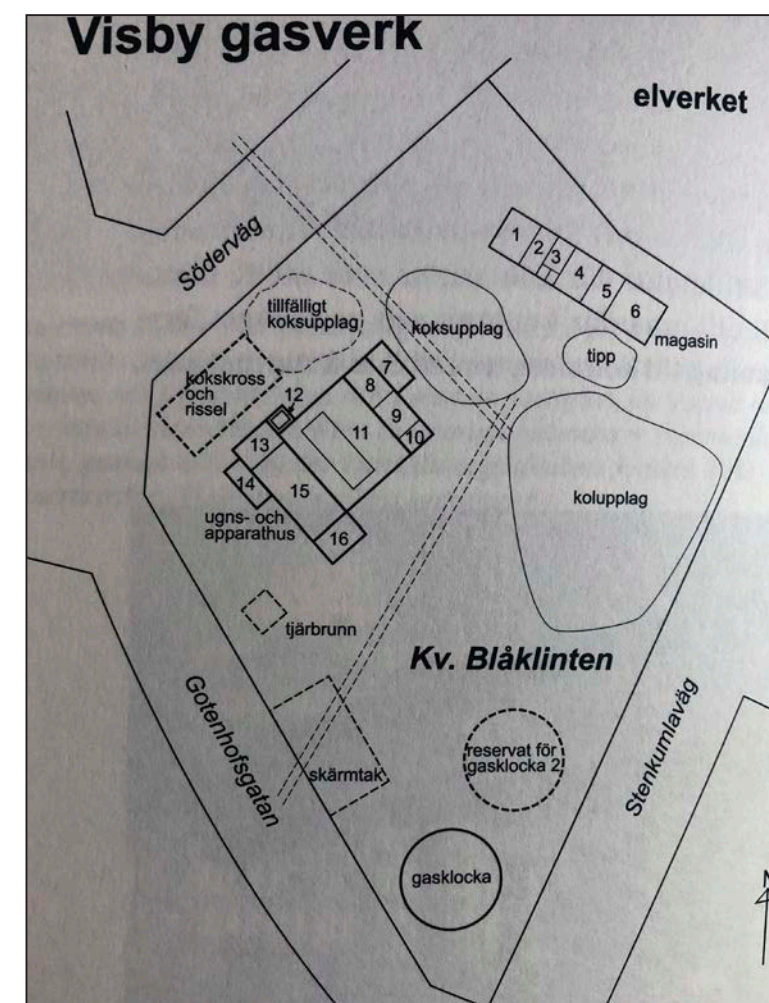 Visby gasverk
elverket
Söderväg
1
2
3
4
5
6
magasin
tipp
tillfälligt
koksupplag
koksupplag
kokskross
och
rissel
12
7
8
9
10
11
13
14
15
16
ugns- och
apparathus
kolupplag
tjärbrunn
Kv. Blåklinten
Gotenhofsgatan
skärmtak
reservat för
gasklocka 2
Stenkumlaväg
gasklocka
N